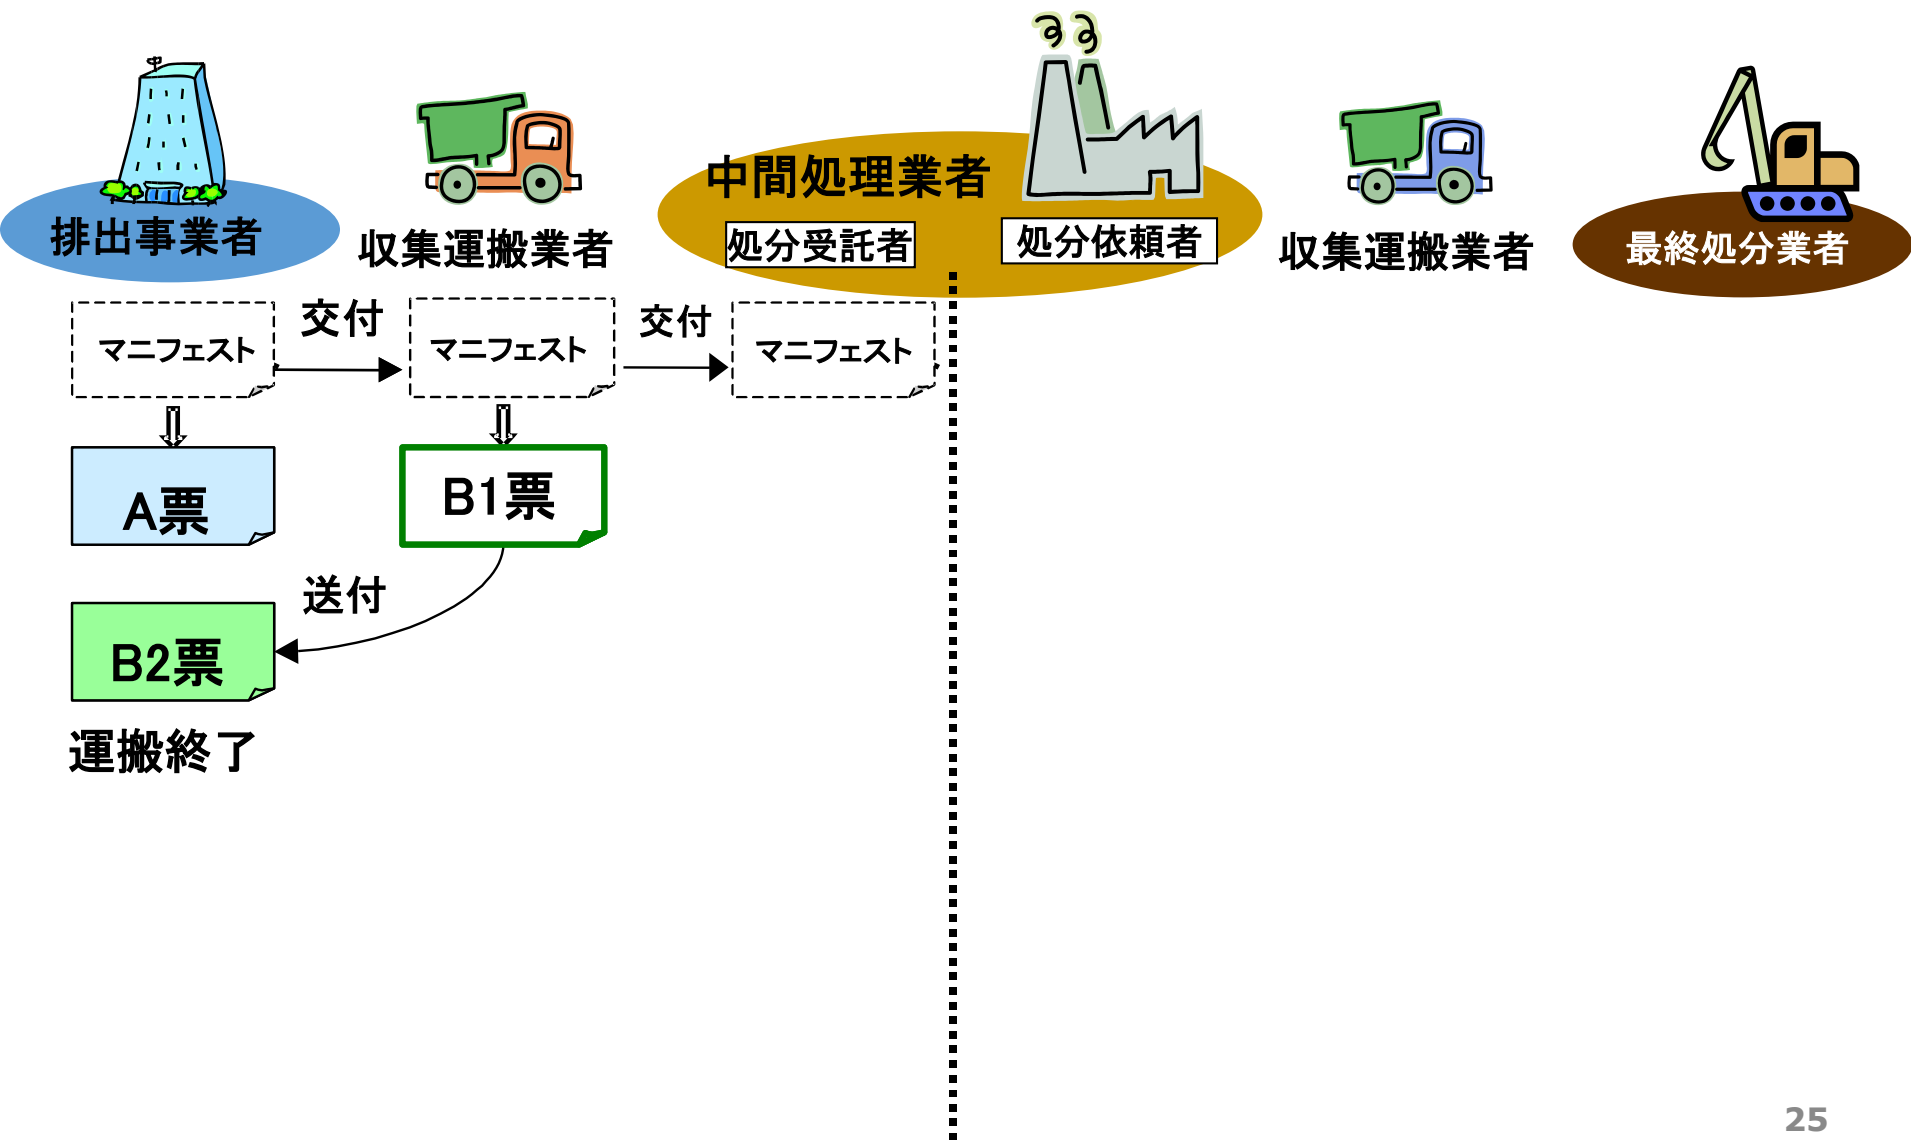 排出事業者
収集運搬業者
中間処理業者
処分受託者
処分依頼者
収集運搬業者
最終処分業者
マニフェスト
交付
マニフェスト
交付
マニフェスト
A票
B1票
送付
B2票
運搬終了
25